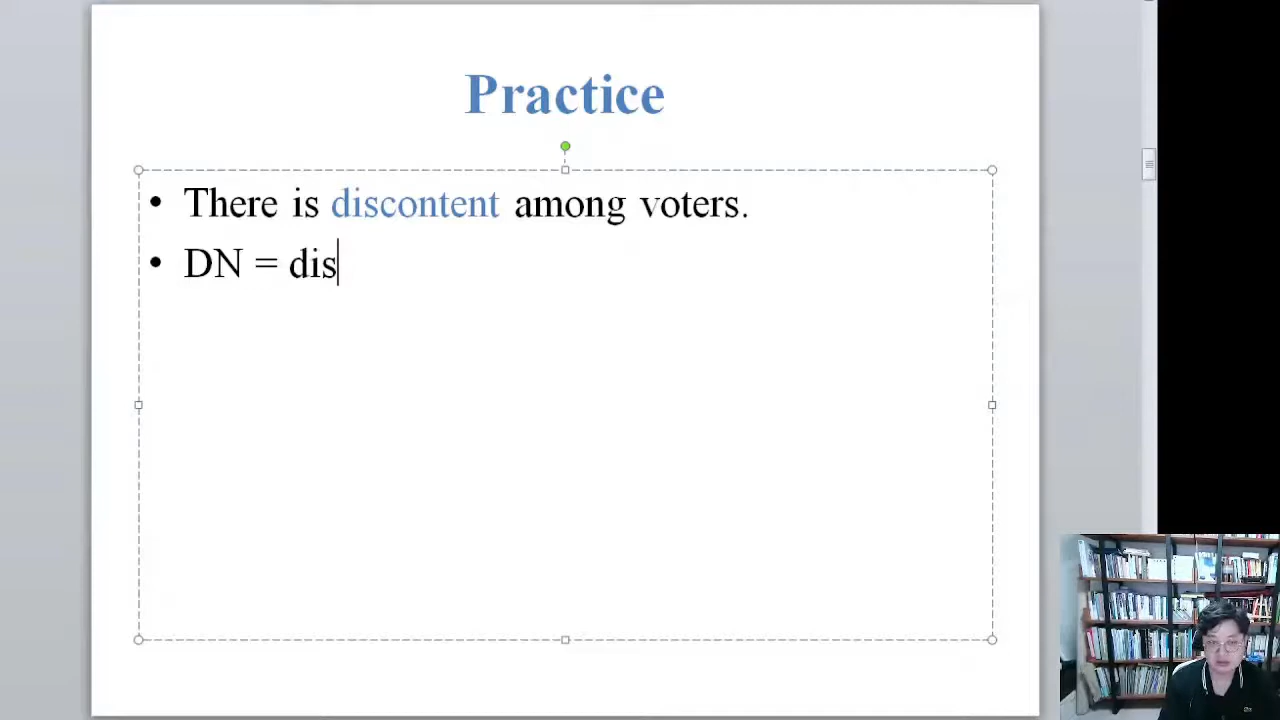 Practice
• There is discontent among voters.
• DN = dis